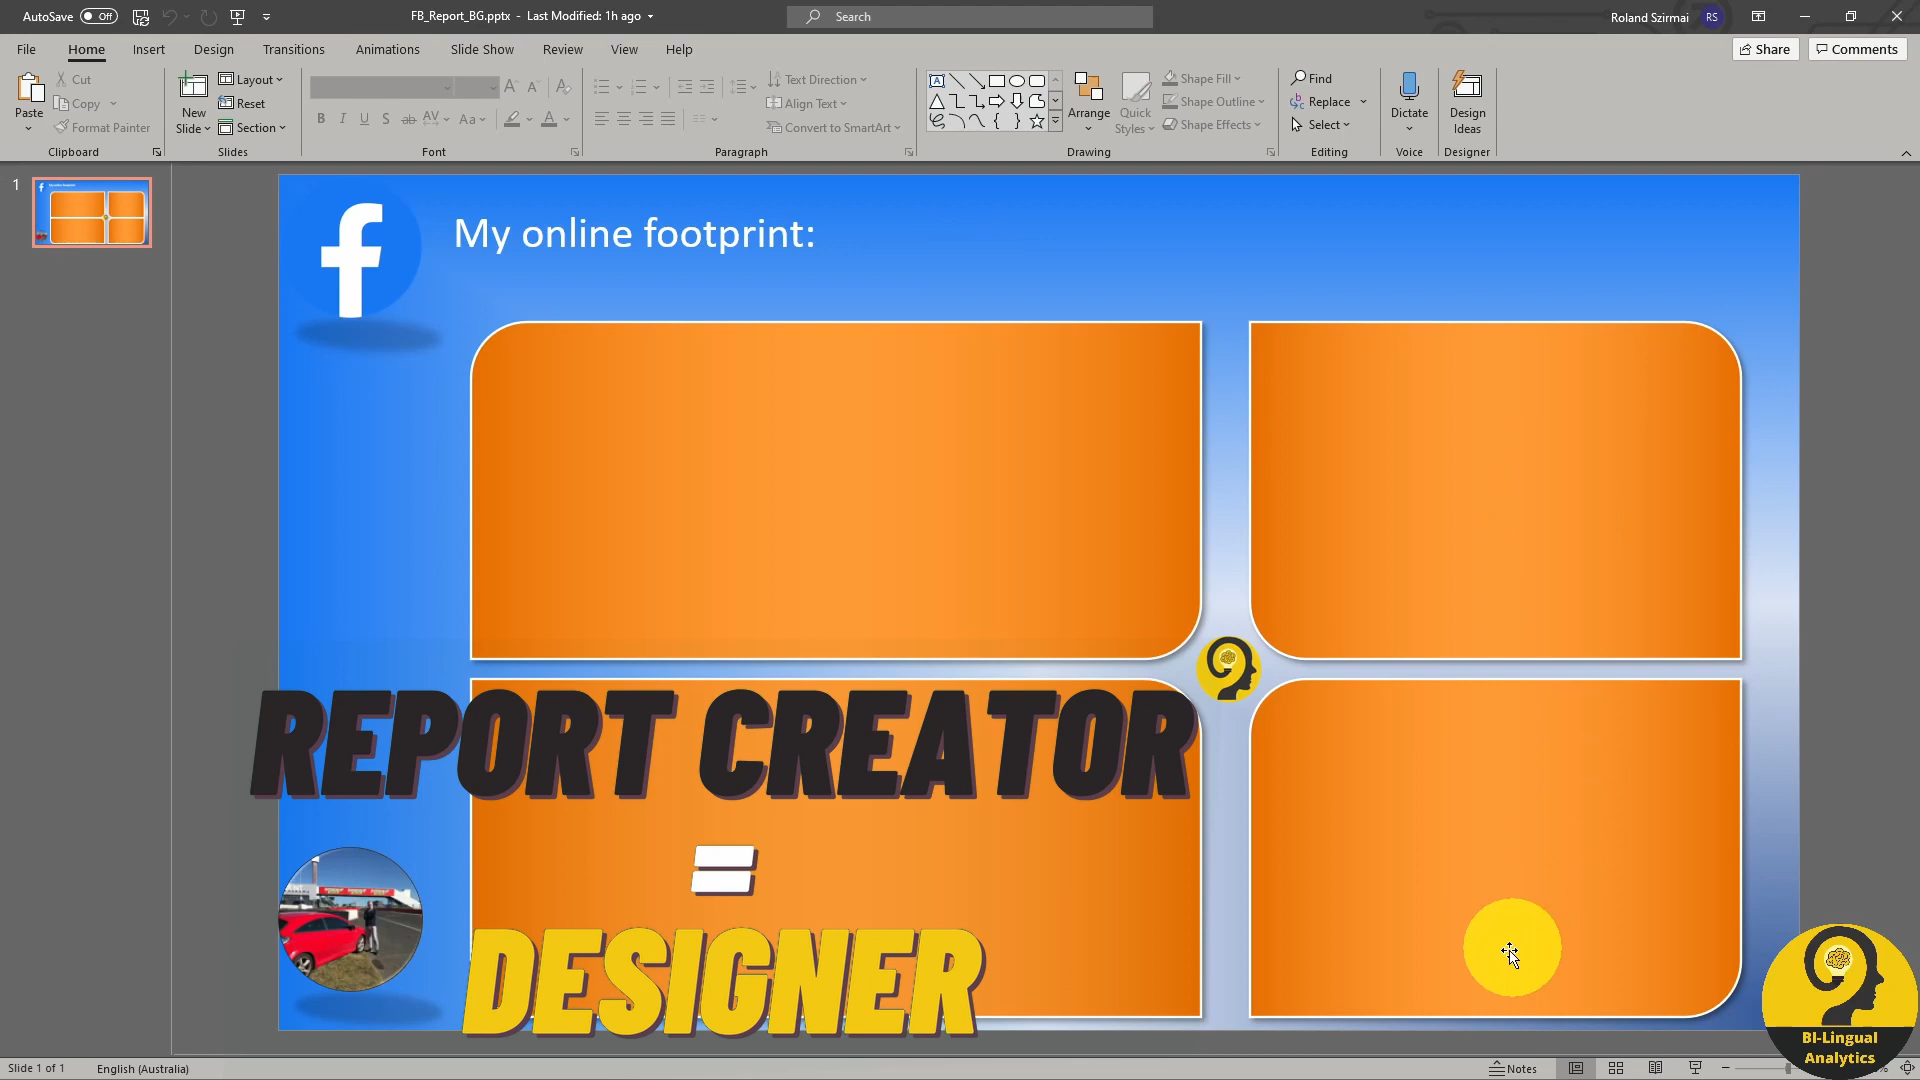 AutoSave Off
FB_Report_BG.pptx - Last Modified: 1h ago
Search
Roland Szirmai RS
File Home Insert Design Transitions Animations Slide Show Review View Help
Share Comments
Paste
Cut
Copy
Format Painter
Clipboard
New Slide
Layout
Reset
Section
Slides
Font
Text Direction
Align Text
Convert to SmartArt
Paragraph
Arrange
Quick Styles
Shape Fill
Shape Outline
Shape Effects
Drawing
Find
Replace
Select
Editing
Dictate
Voice
Design Ideas
Designer
1
My online footprint:
REPORT CREATOR
=
DESIGNER
BI-Lingual
Analytics
Slide 1 of 1 English (Australia)
Notes